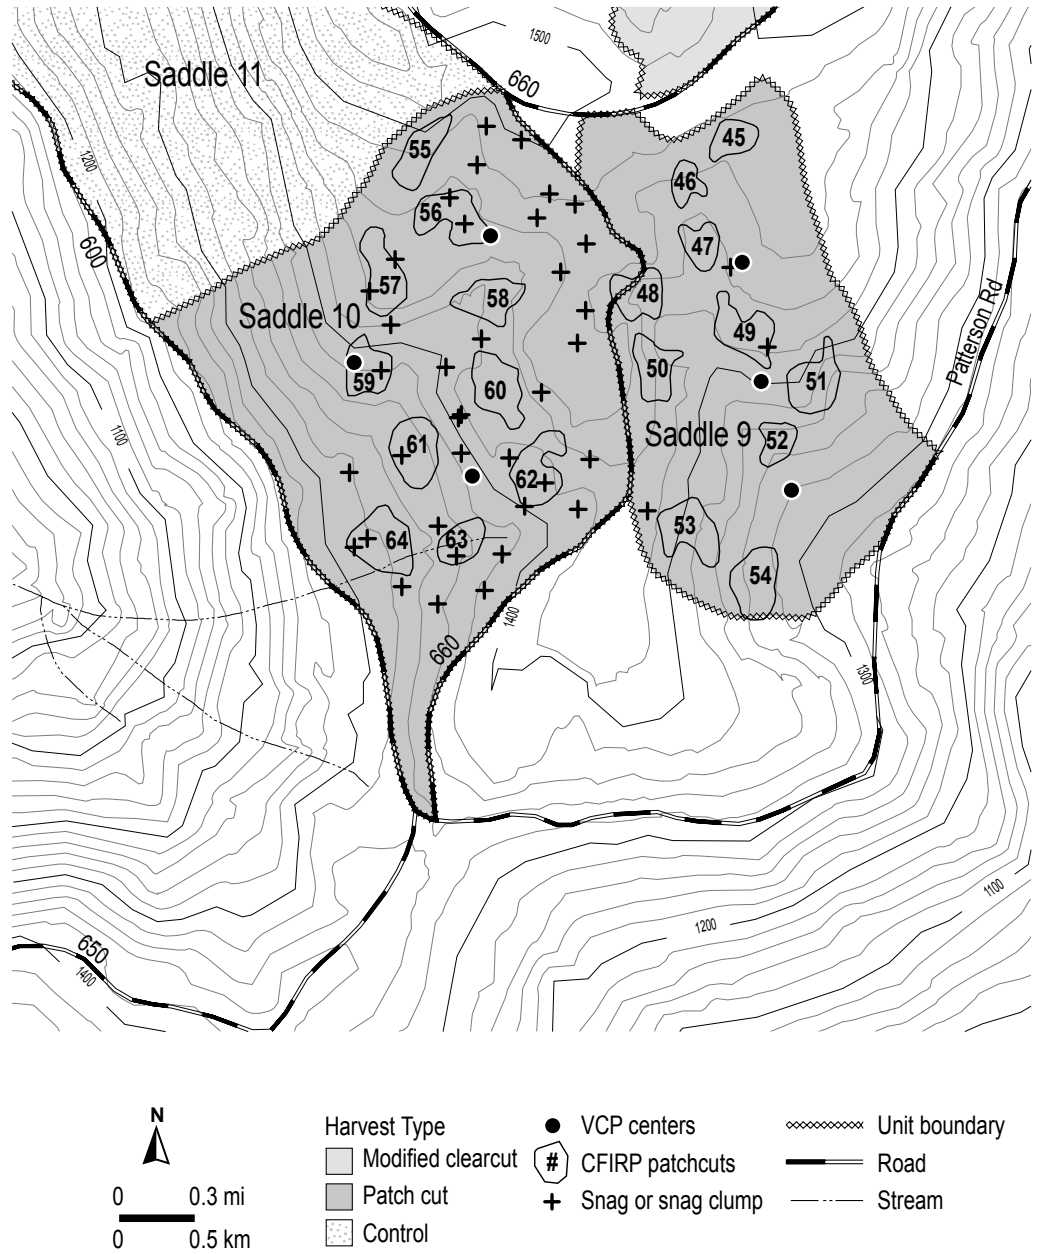 1500
660
Saddle 11
1200
45
55
46
56
600
47
57
48
58
Saddle 10
Patterson Rd
49
50
51
59
60
Saddle 9
1100
52
61
62
53
64
63
54
1400
660
1300
650
1400
1200
1100
N
0 0.3 mi
0 0.5 km
Harvest Type
Modified clearcut
Patch cut
Control
VCP centers
# CFIRP patchcuts
Snag or snag clump
Unit boundary
Road
Stream